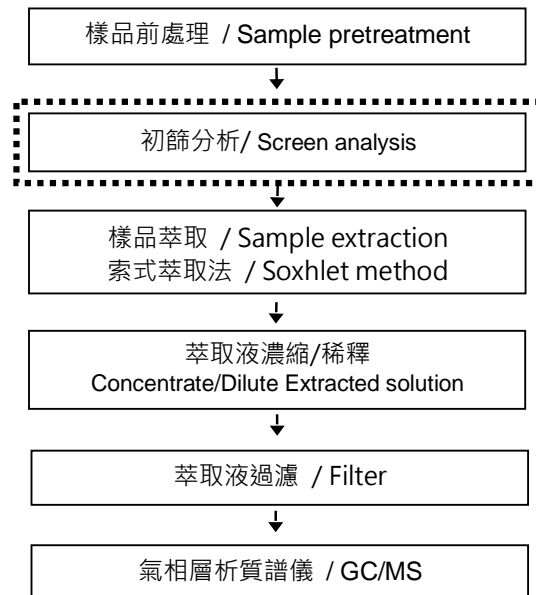 樣品前處理 / Sample pretreatment
初篩分析/ Screen analysis
樣品萃取 / Sample extraction
索式萃取法 / Soxhlet method
萃取液濃縮/稀釋
Concentrate/Dilute Extracted solution
萃取液過濾 / Filter
氣相層析質譜儀 / GC/MS